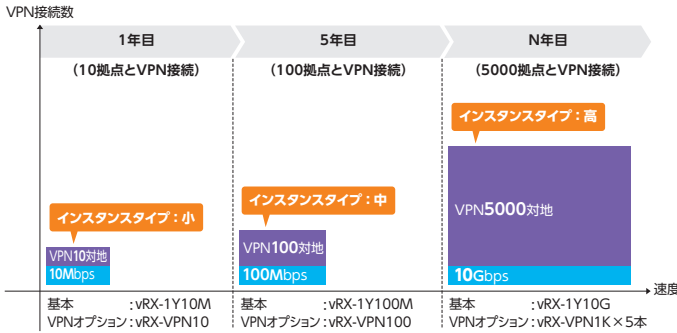 VPN接続数
1年目
5年目
N年目
(10拠点とVPN接続)
(100拠点とVPN接続)
(5000拠点とVPN接続)
インスタンスタイプ:高
インスタンスタイプ:小
インスタンスタイプ:中
VPN5000対地
VPN10対地
VPN100対地
10Mbps
100Mbps
10Gbps
速度
基本 :vRX-1Y10M
VPNオプション:vRX-VPN10
基本 :vRX-1Y100M
VPNオプション:vRX-VPN100
基本 :vRX-1Y10G
VPNオプション:vRX-VPN1K×5本